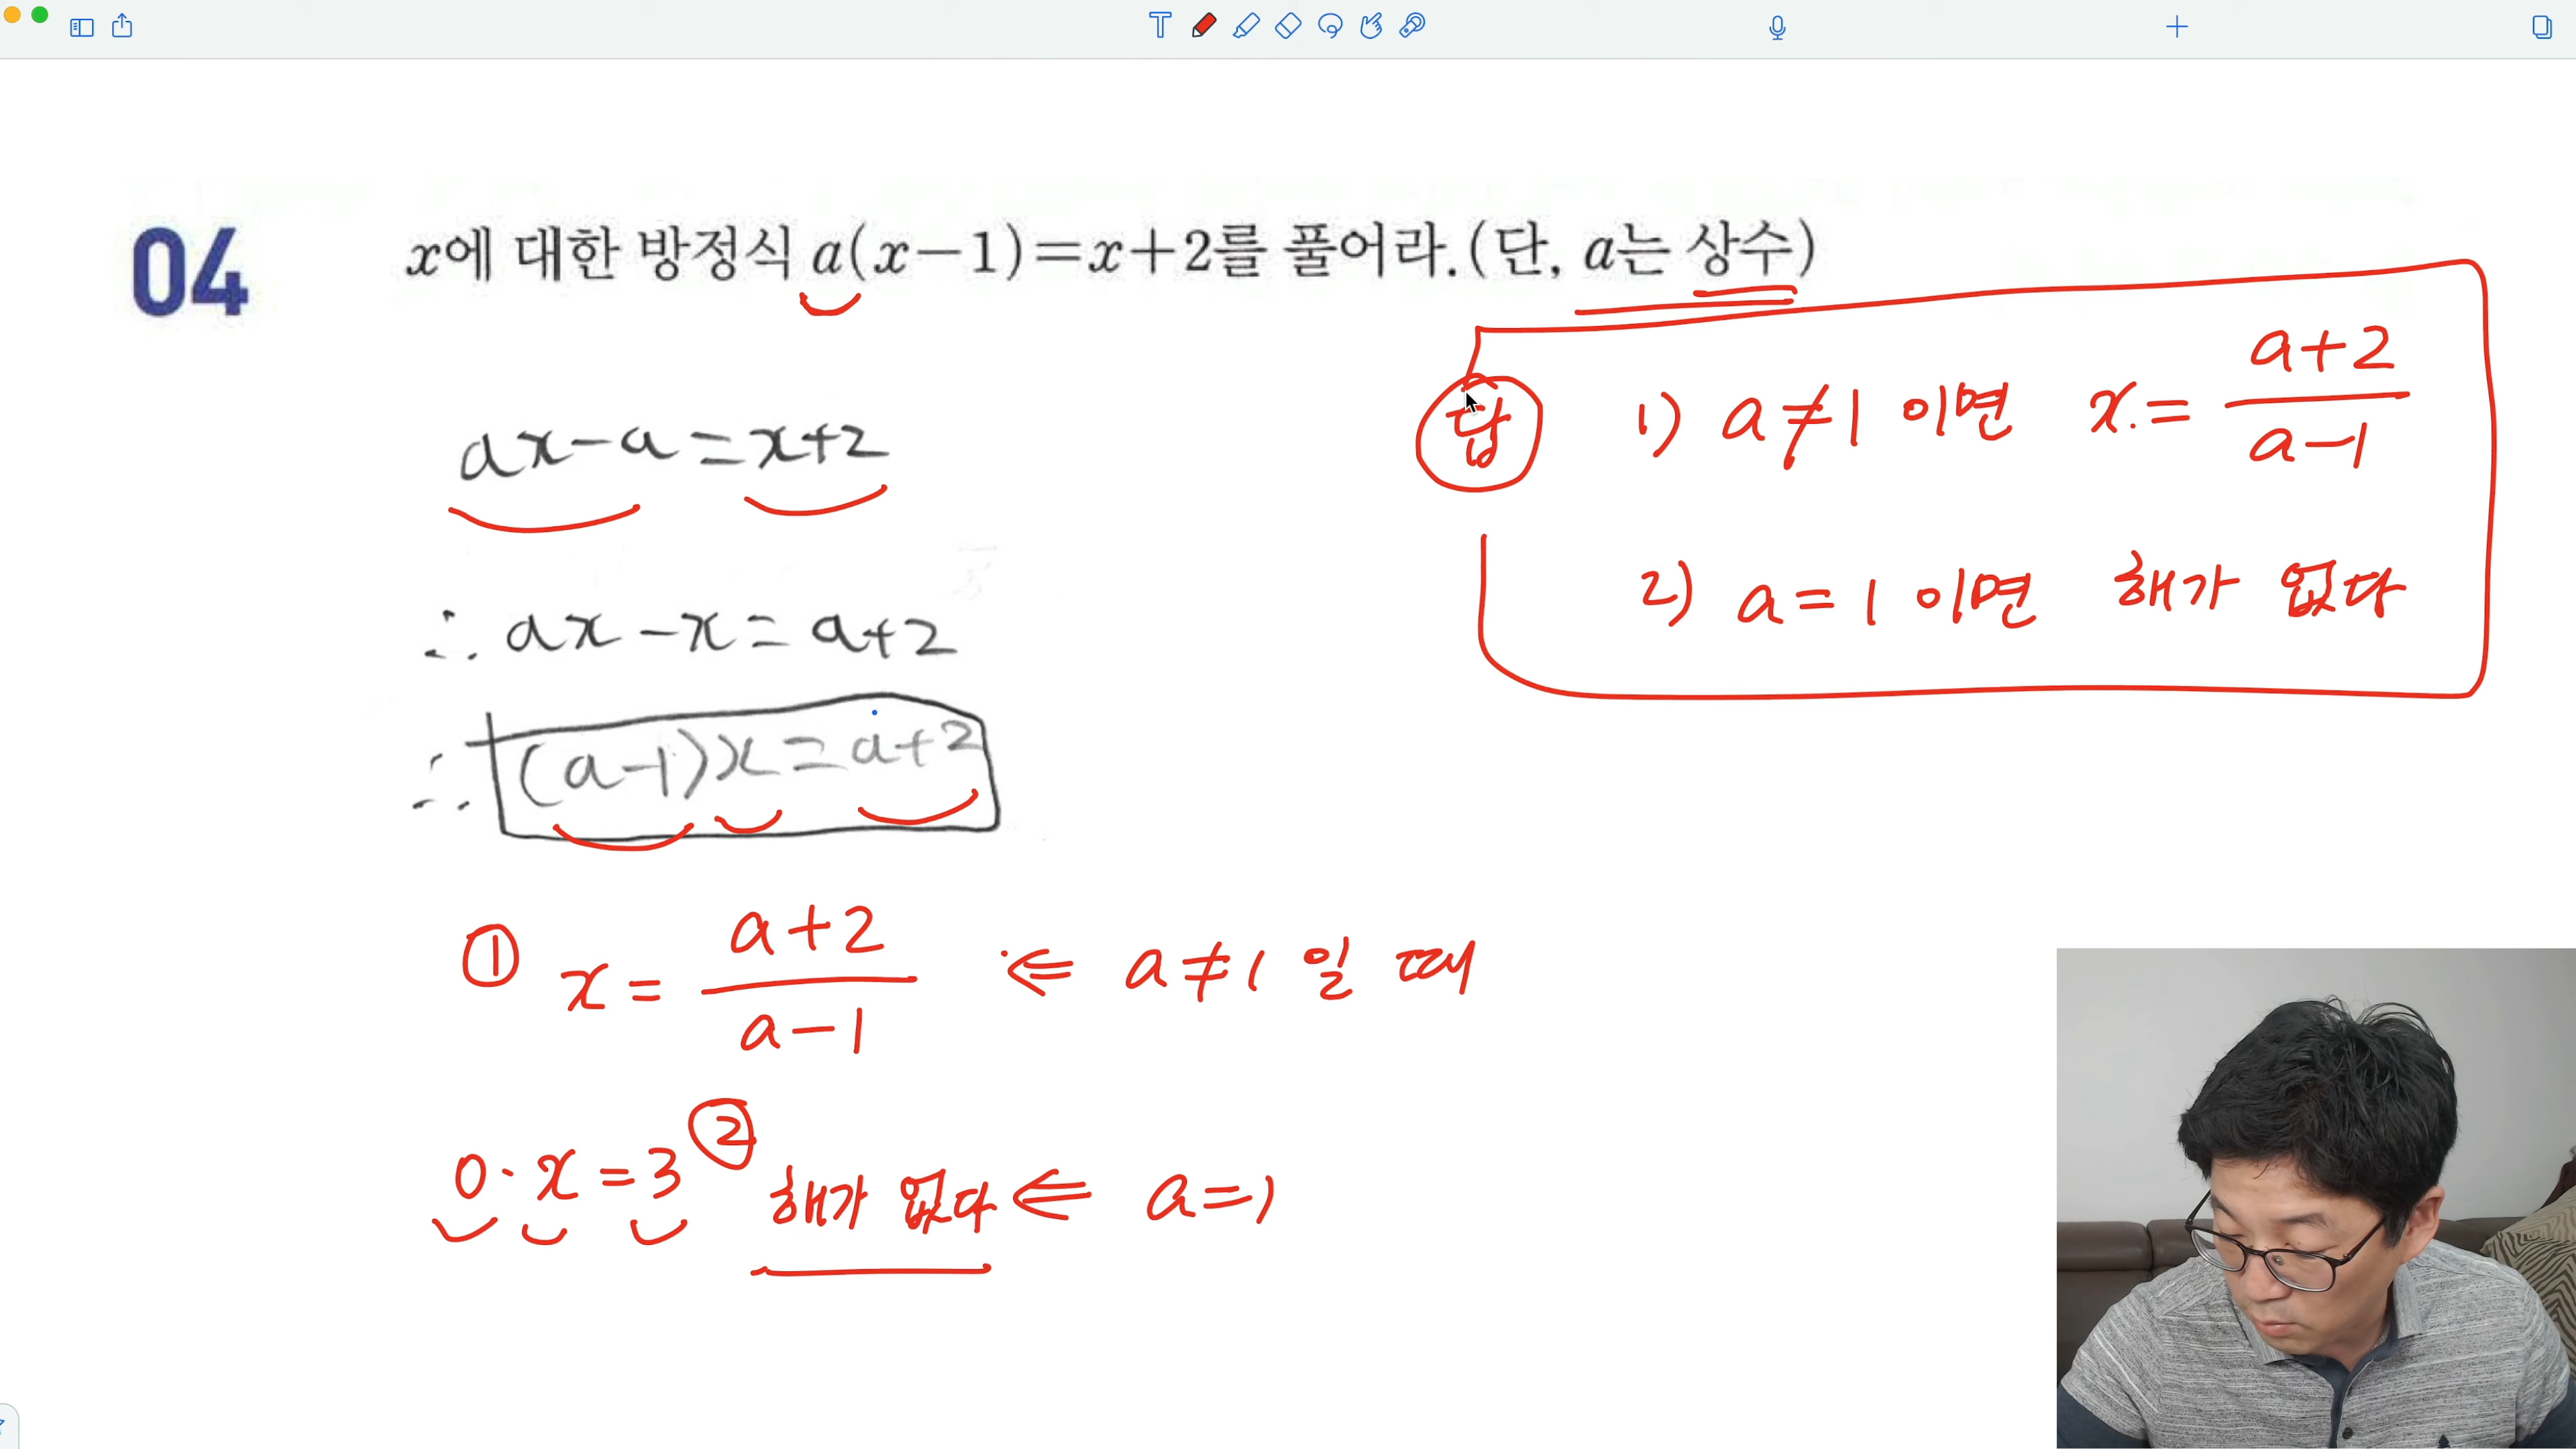 04
x에 대한 방정식 a(x-1)=x+2를 풀어라.(단, a는 상수)
ax-a=x+2
∴ ax-x=a+2
∴ (a-1)x=a+2
① x = (a+2)/(a-1) ⇐ a≠1 일 때
0·x=3 ② 해가 없다 ⇐ a=1
답 1) a≠1 이면 x = (a+2)/(a-1)
2) a=1 이면 해가 없다